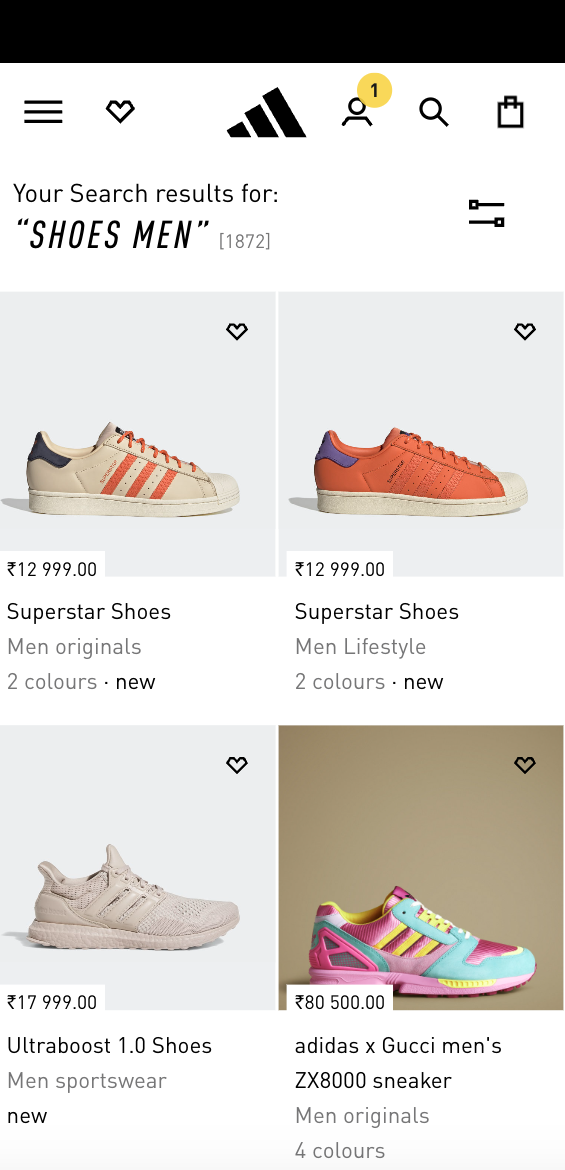 1
Your Search results for:
“SHOES MEN” [1872]
₹12 999.00
Superstar Shoes
Men originals
2 colours · new
₹12 999.00
Superstar Shoes
Men Lifestyle
2 colours · new
₹17 999.00
Ultraboost 1.0 Shoes
Men sportswear
new
₹80 500.00
adidas x Gucci men's
ZX8000 sneaker
Men originals
4 colours